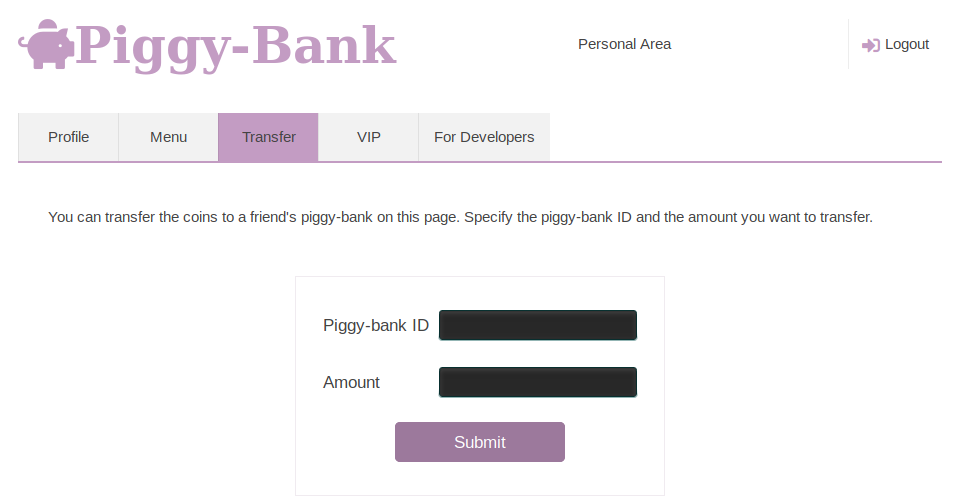 Piggy-Bank
Personal Area
Logout
Profile
Menu
Transfer
VIP
For Developers
You can transfer the coins to a friend's piggy-bank on this page. Specify the piggy-bank ID and the amount you want to transfer.
Piggy-bank ID
Amount
Submit